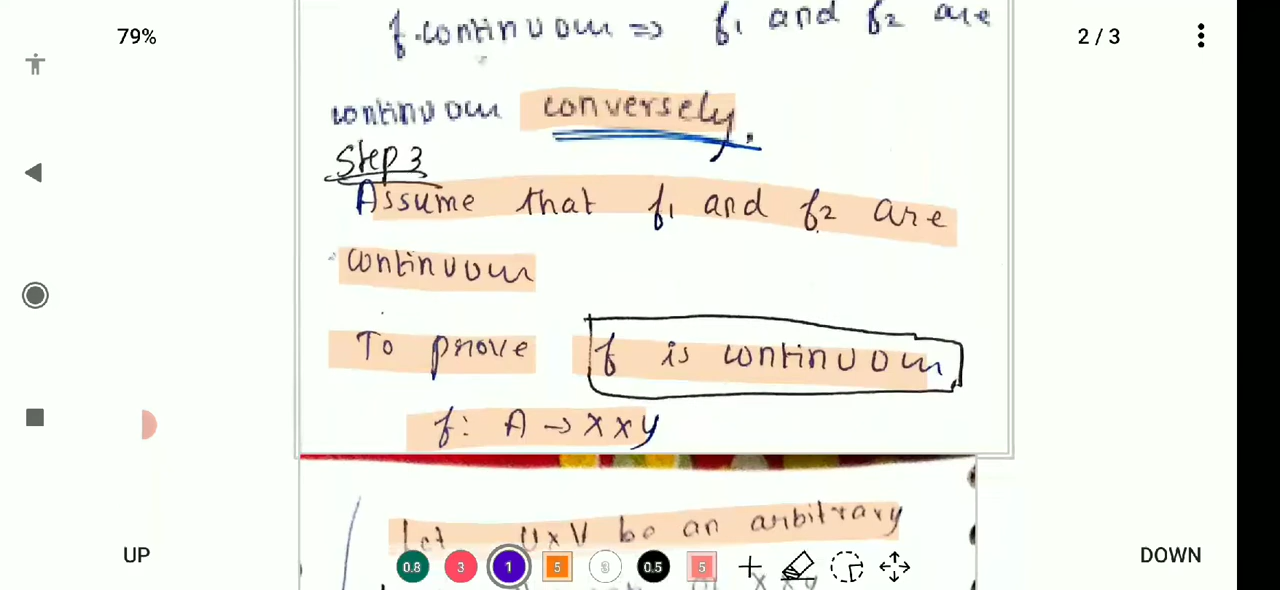 79%
2 / 3
f continuous => f1 and f2 are
continuous conversely.
Step 3
Assume that f1 and f2 are
continuous
To prove f is continuous
f: A → X x Y
Let U x V be an arbitrary
0.8 3 1 5 3 0.5 5
X x Y
UP
DOWN